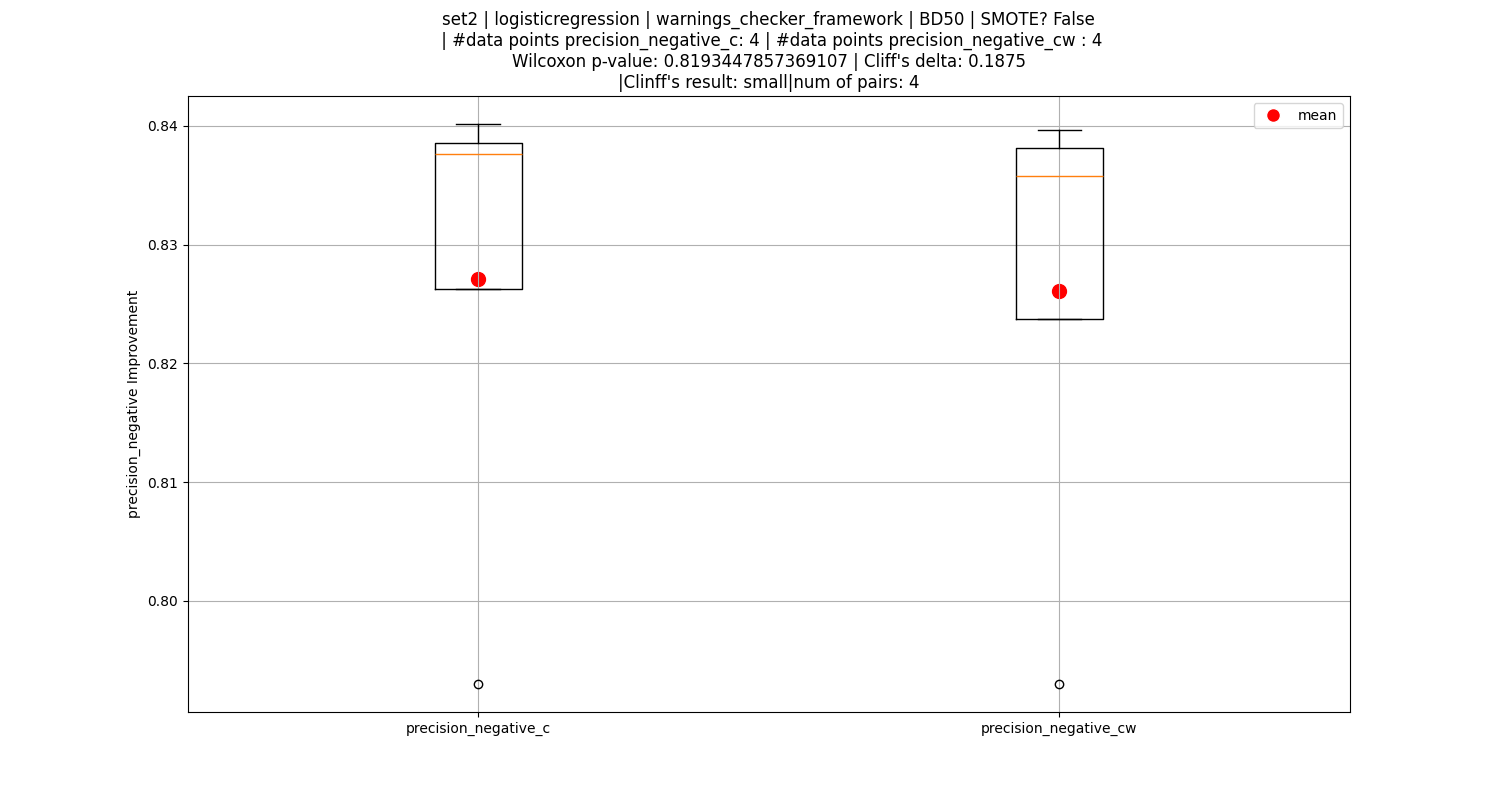 set2 | logisticregression | warnings_checker_framework | BD50 | SMOTE? False
| #data points precision_negative_c: 4 | #data points precision_negative_cw : 4
Wilcoxon p-value: 0.8193447857369107 | Cliff's delta: 0.1875
|Clinff's result: small|num of pairs: 4
mean
0.84
0.83
0.82
0.81
0.80
precision_negative Improvement
precision_negative_c
precision_negative_cw